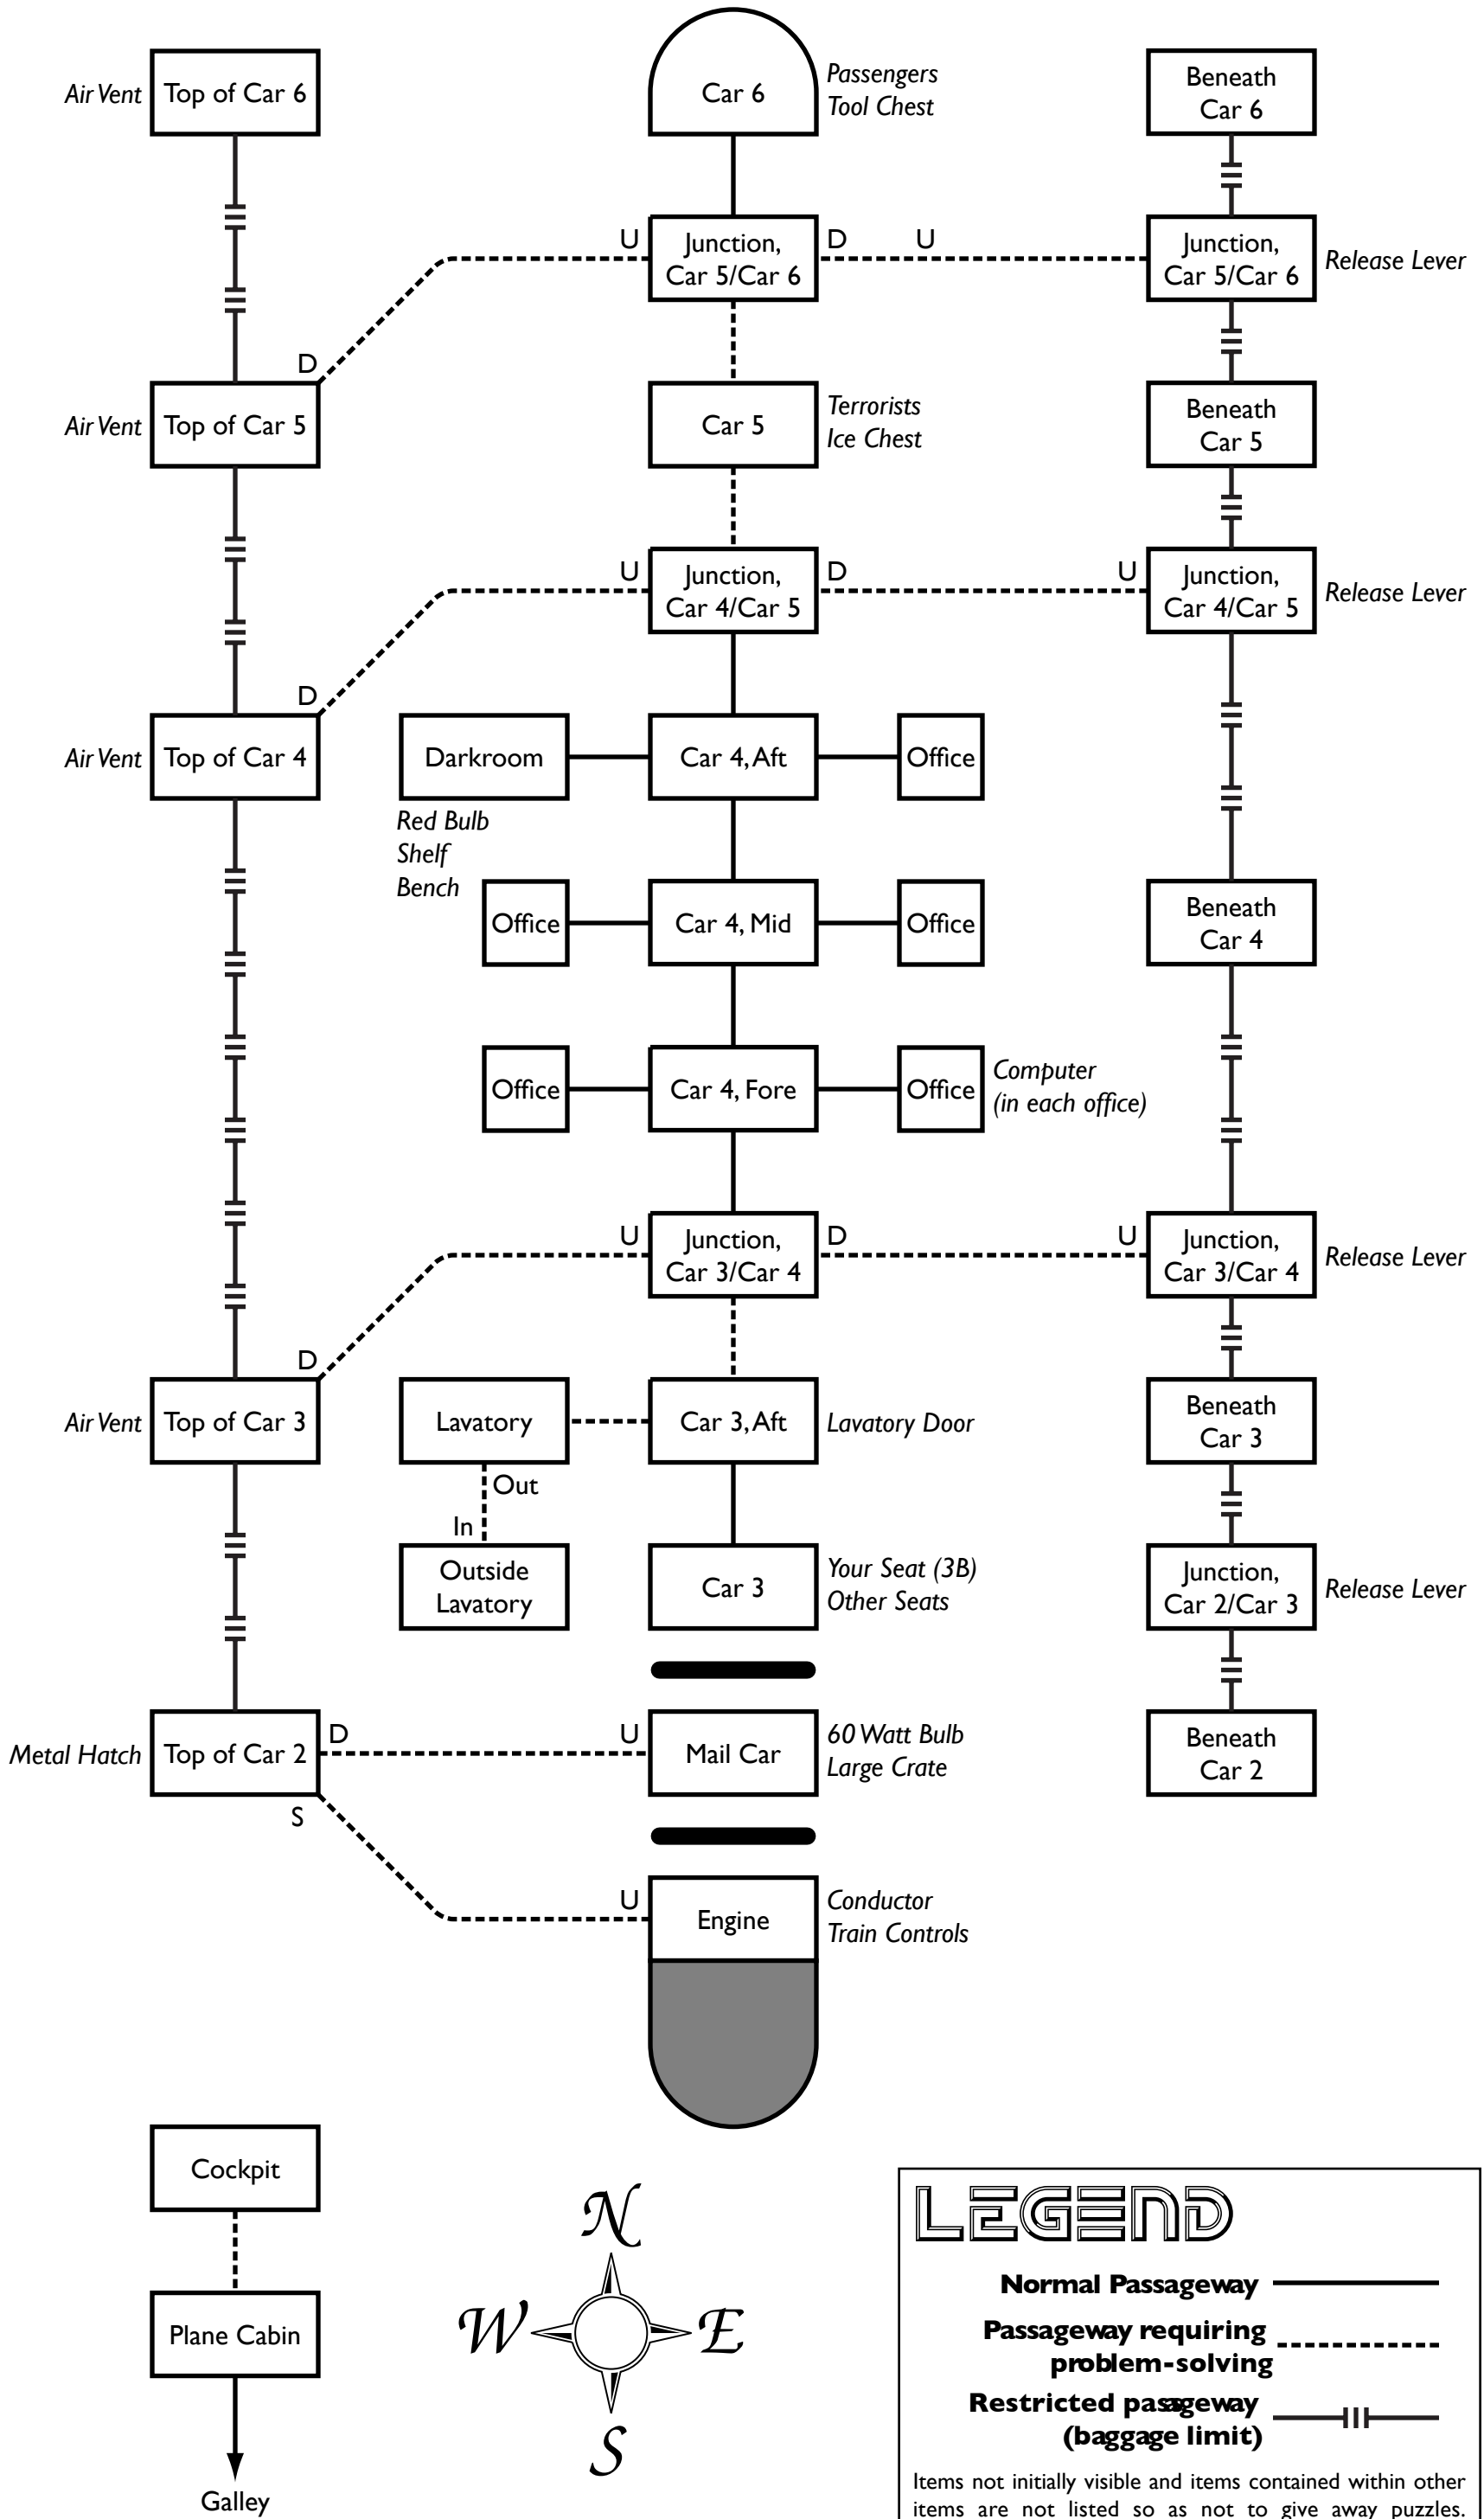 Air Vent
Top of Car 6
Car 6
Passengers
Tool Chest
Beneath
Car 6
U
Junction,
Car 5/Car 6
D
U
Junction,
Car 5/Car 6
Release Lever
D
Air Vent
Top of Car 5
Car 5
Terrorists
Ice Chest
Beneath
Car 5
U
Junction,
Car 4/Car 5
D
U
Junction,
Car 4/Car 5
Release Lever
D
Air Vent
Top of Car 4
Darkroom
Car 4, Aft
Office
Red Bulb
Shelf
Bench
Office
Car 4, Mid
Office
Beneath
Car 4
Office
Car 4, Fore
Office
Computer
(in each office)
U
Junction,
Car 3/Car 4
D
U
Junction,
Car 3/Car 4
Release Lever
D
Air Vent
Top of Car 3
Lavatory
Car 3, Aft
Lavatory Door
Beneath
Car 3
Out
In
Outside
Lavatory
Car 3
Your Seat (3B)
Other Seats
Junction,
Car 2/Car 3
Release Lever
Metal Hatch
Top of Car 2
D
U
Mail Car
60 Watt Bulb
Large Crate
Beneath
Car 2
S
U
Engine
Conductor
Train Controls
Cockpit
Plane Cabin
Galley
N
W
E
S
LEGEND
Normal Passageway
Passageway requiring
problem-solving
Restricted passageway
(baggage limit)
Items not initially visible and items contained within other
items are not listed so as not to give away puzzles.